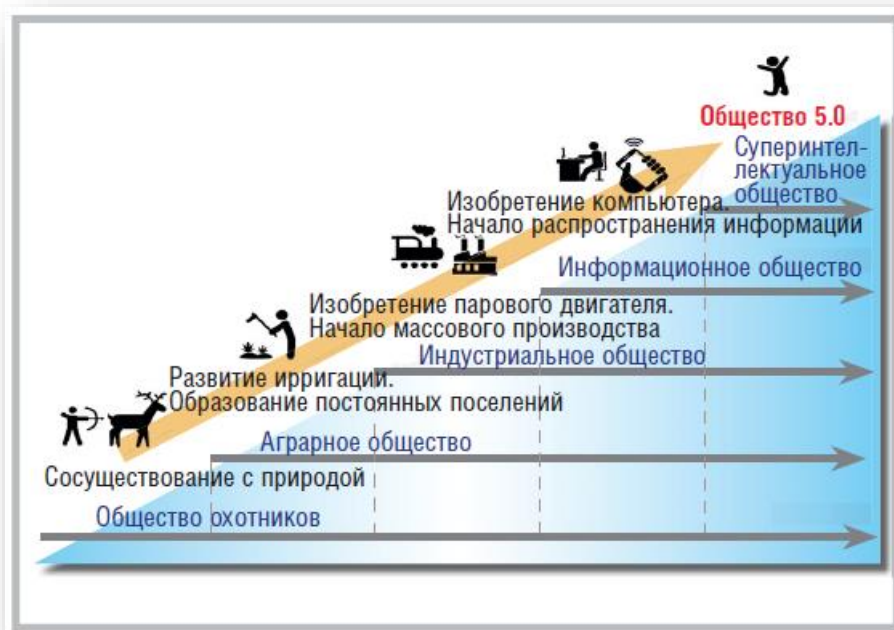 Общество 5.0
Суперинтел-
лектуальное
общество
Изобретение компьютера.
Начало распространения информации
Информационное общество
Изобретение парового двигателя.
Начало массового производства
Индустриальное общество
Развитие ирригации.
Образование постоянных поселений
Аграрное общество
Сосуществование с природой
Общество охотников